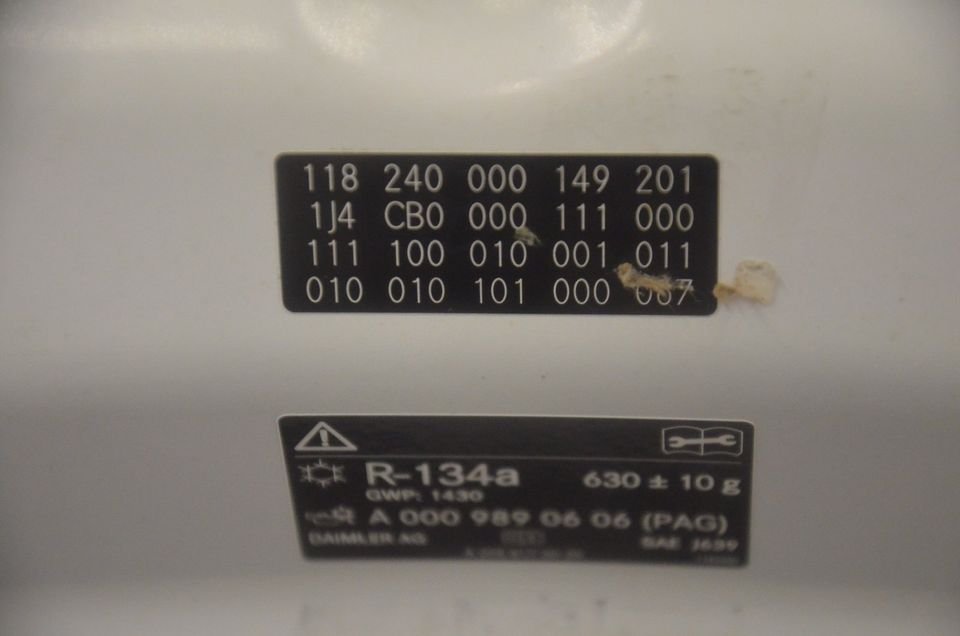 118 240 000 149 201
1J4 CB0 000 111 000
111 100 010 001 011
010 010 101 000 067
R-134a 630 ± 10 g
GWP: 1430
A 000 989 06 06 (PAG)
DAIMLER AG SAE J639